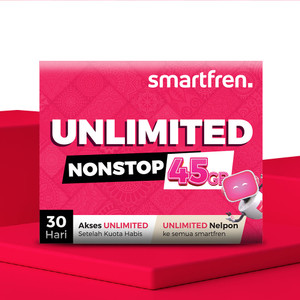 smartfren.
UNLIMITED
NONSTOP 45GB
30 Hari
Akses UNLIMITED
Setelah Kuota Habis
UNLIMITED Nelpon
ke semua smartfren